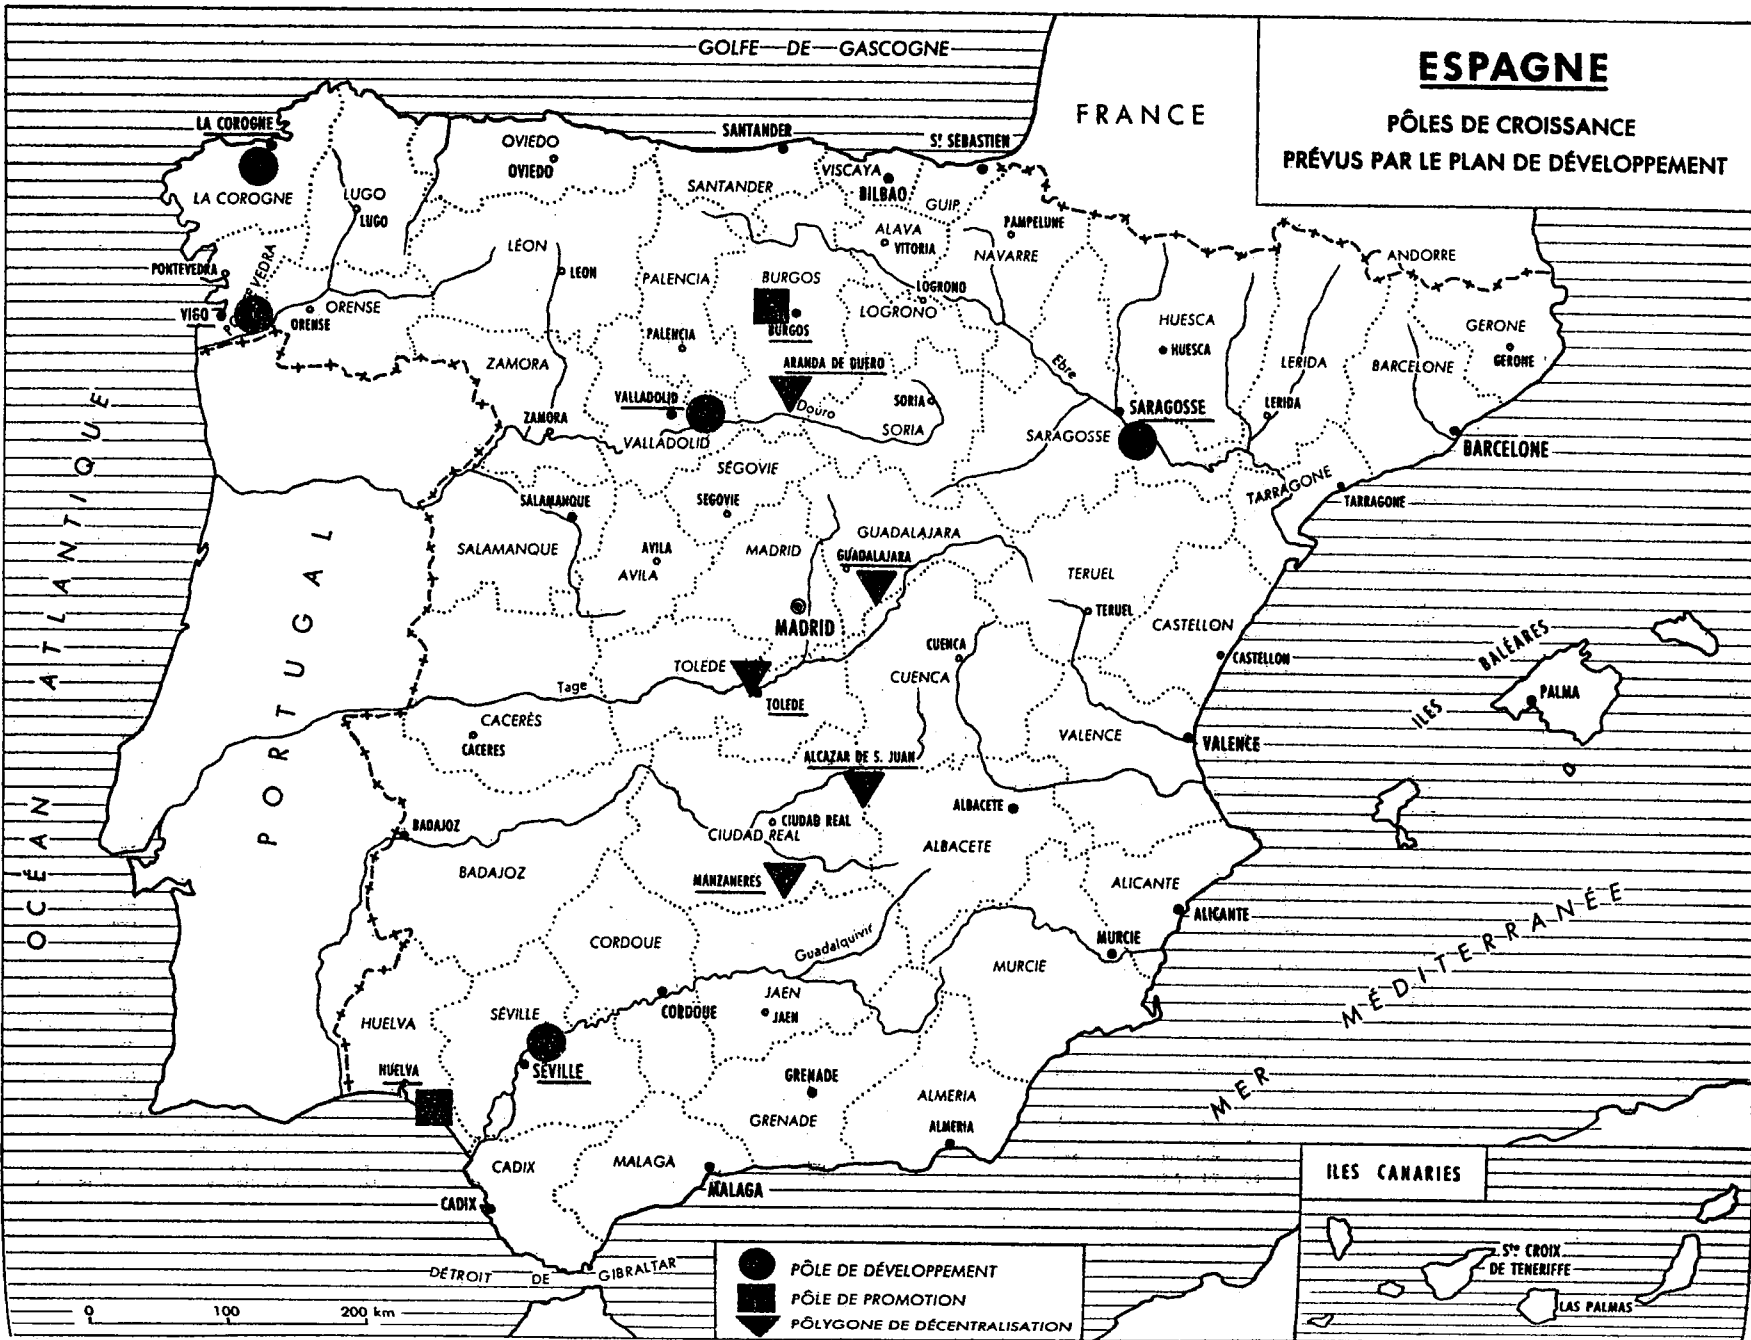 GOLFE DE GASCOGNE
ESPAGNE
PÔLES DE CROISSANCE
PRÉVUS PAR LE PLAN DE DÉVELOPPEMENT
FRANCE
LA COROGNE
SANTANDER
St SÉBASTIEN
OVIEDO
OVIEDO
VISCAYA
BILBAO
SANTANDER
GUIP.
LA COROGNE
LUGO
LUGO
PAMPELUNE
ALAVA
VITORIA
NAVARRE
ANDORRE
LÉON
LEON
PONTEVEDRA
PONTEVEDRA
PALENCIA
BURGOS
LOGRONO
LOGRONO
VIGO
ORENSE
ORENSE
BURGOS
HUESCA
HUESCA
GERONE
GERONE
PALENCIA
ZAMORA
ARANDA DE DUERO
Ebre
LERIDA
BARCELONE
VALLADOLID
SORIA
SARAGOSSE
LERIDA
ZAMORA
Douro
VALLADOLID
SORIA
SARAGOSSE
BARCELONE
SÉGOVIE
SALAMANQUE
SEGOVIE
TARRAGONE
TARRAGONE
OCÉAN ATLANTIQUE
PORTUGAL
SALAMANQUE
AVILA
AVILA
MADRID
GUADALAJARA
GUADALAJARA
TERUEL
TERUEL
MADRID
CASTELLON
CASTELLON
CUENCA
CUENCA
TOLEDE
TOLEDE
Tage
ILES BALÉARES
PALMA
CACERÈS
CACERES
VALENCE
VALENCE
ALCAZAR DE S. JUAN
BADAJOZ
CIUDAD REAL
CIUDAD REAL
ALBACETE
ALBACETE
BADAJOZ
MANZANERES
ALICANTE
ALICANTE
CORDOUE
Guadalquivir
MURCIE
MURCIE
MER MÉDITERRANÉE
JAEN
JAEN
CORDOUE
HUELVA
SÉVILLE
SÉVILLE
HUELVA
GRENADE
GRENADE
ALMERIA
ALMERIA
CADIX
MALAGA
MALAGA
CADIX
DÉTROIT DE GIBRALTAR
0 100 200 km
PÔLE DE DÉVELOPPEMENT
PÔLE DE PROMOTION
PÔLYGONE DE DÉCENTRALISATION
ILES CANARIES
Ste CROIX
DE TENERIFFE
LAS PALMAS